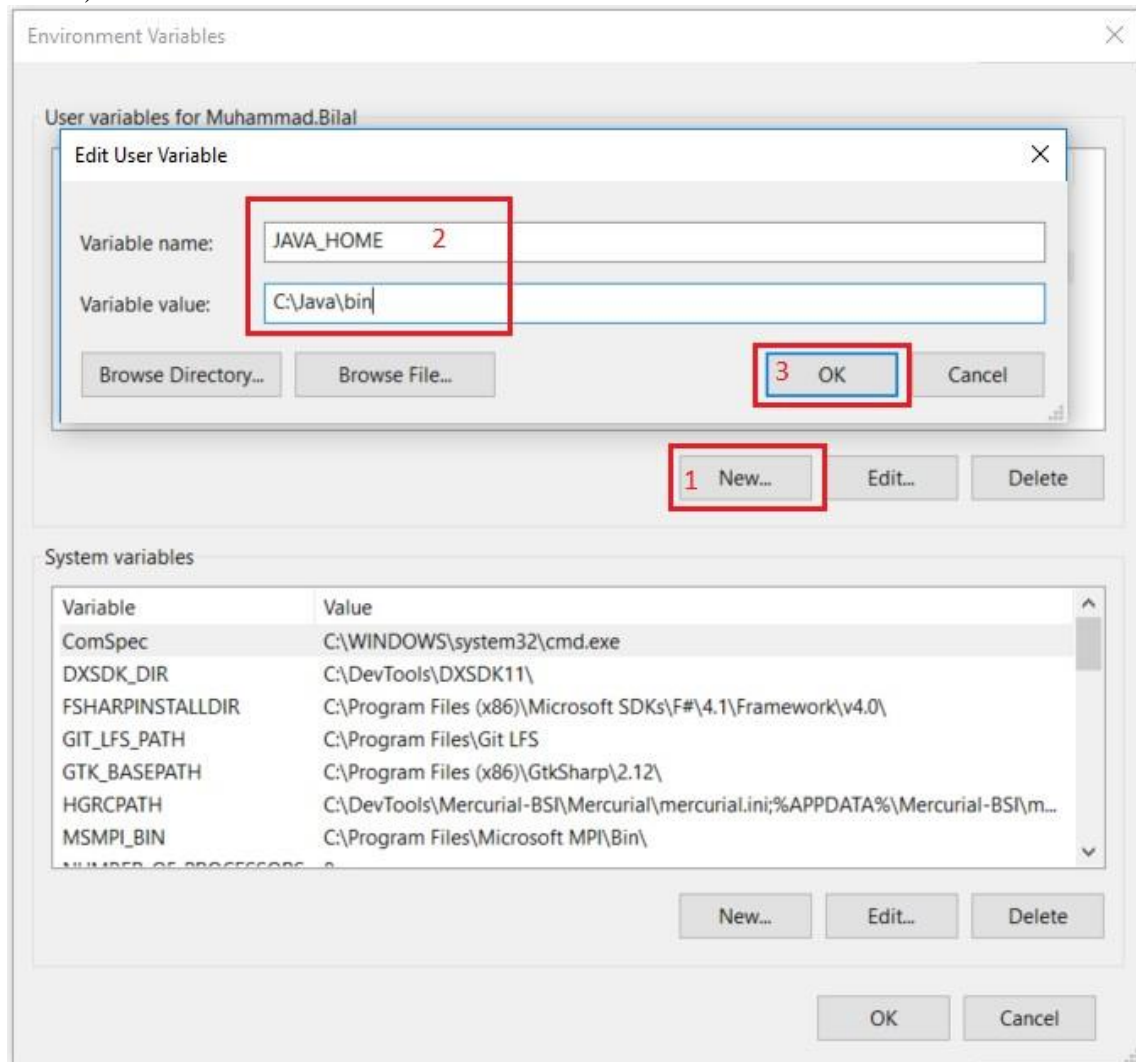 Environment Variables
User variables for Muhammad.Bilal
Edit User Variable
Variable name: JAVA_HOME 2
Variable value: C:\Java\bin
Browse Directory... Browse File... 3 OK Cancel
1 New... Edit... Delete
System variables
Variable Value
ComSpec C:\WINDOWS\system32\cmd.exe
DXSDK_DIR C:\DevTools\DXSDK11\
FSHARPINSTALLDIR C:\Program Files (x86)\Microsoft SDKs\F#\4.1\Framework\v4.0\
GIT_LFS_PATH C:\Program Files\Git LFS
GTK_BASEPATH C:\Program Files (x86)\GtkSharp\2.12\
HGRCPATH C:\DevTools\Mercurial-BSI\Mercurial\mercurial.ini;%APPDATA%\Mercurial-BSI\m...
MSMPI_BIN C:\Program Files\Microsoft MPI\Bin\
NUMBER_OF_PROCESSORS
New... Edit... Delete
OK Cancel